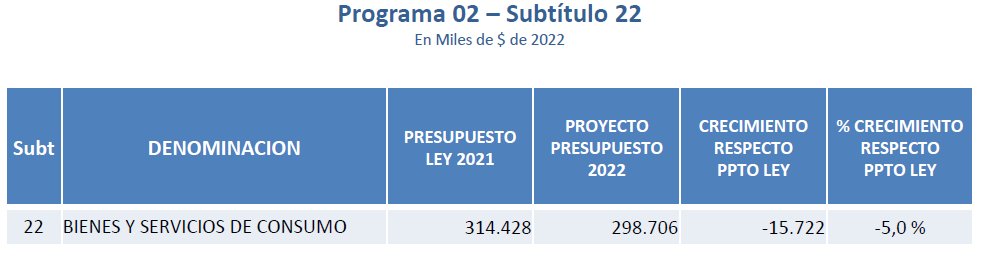 Programa 02 – Subtítulo 22
En Miles de $ de 2022
Subt DENOMINACION PRESUPUESTO LEY 2021 PROYECTO PRESUPUESTO 2022 CRECIMIENTO RESPECTO PPTO LEY % CRECIMIENTO RESPECTO PPTO LEY
22 BIENES Y SERVICIOS DE CONSUMO 314.428 298.706 -15.722 -5,0 %